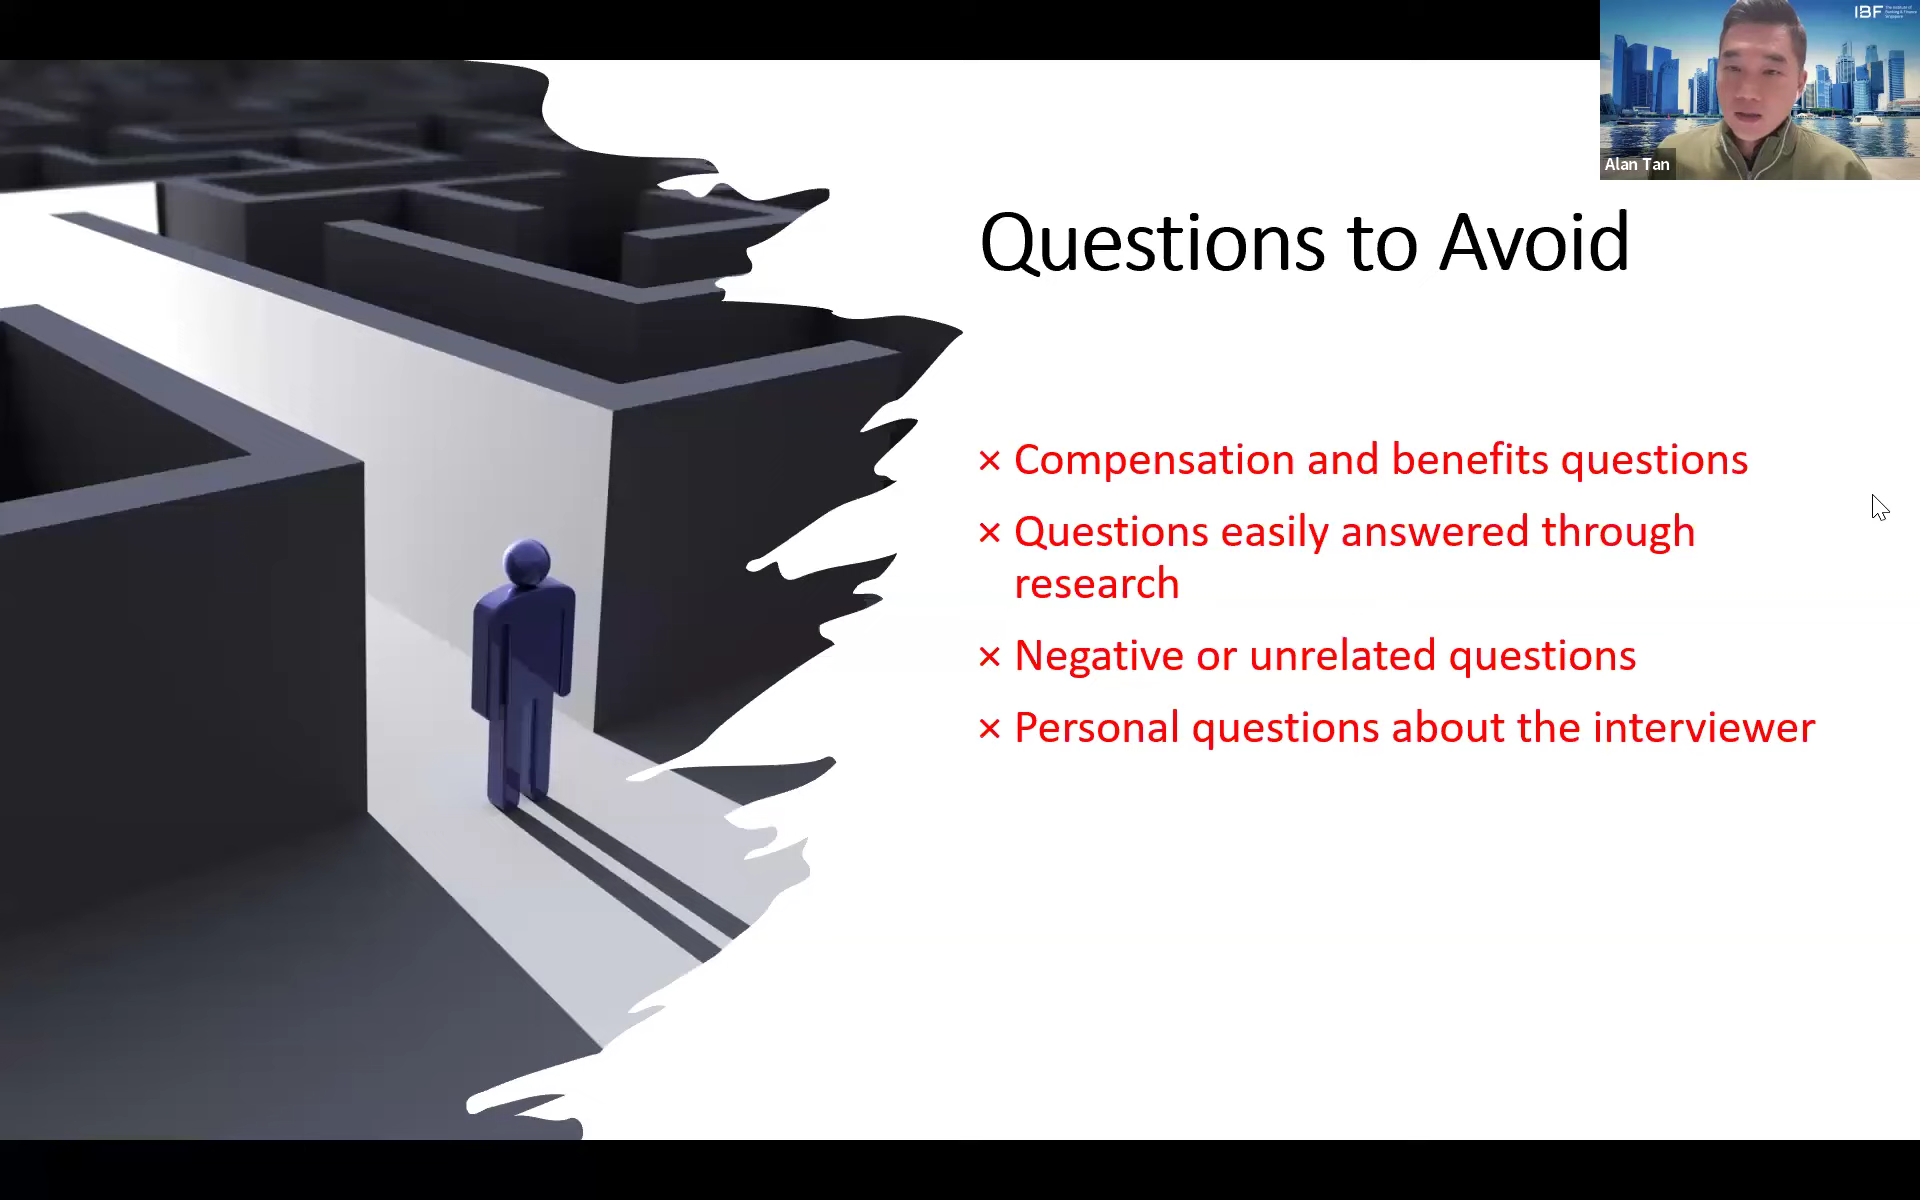 IBF
Alan Tan
Questions to Avoid
× Compensation and benefits questions
× Questions easily answered through
research
× Negative or unrelated questions
× Personal questions about the interviewer